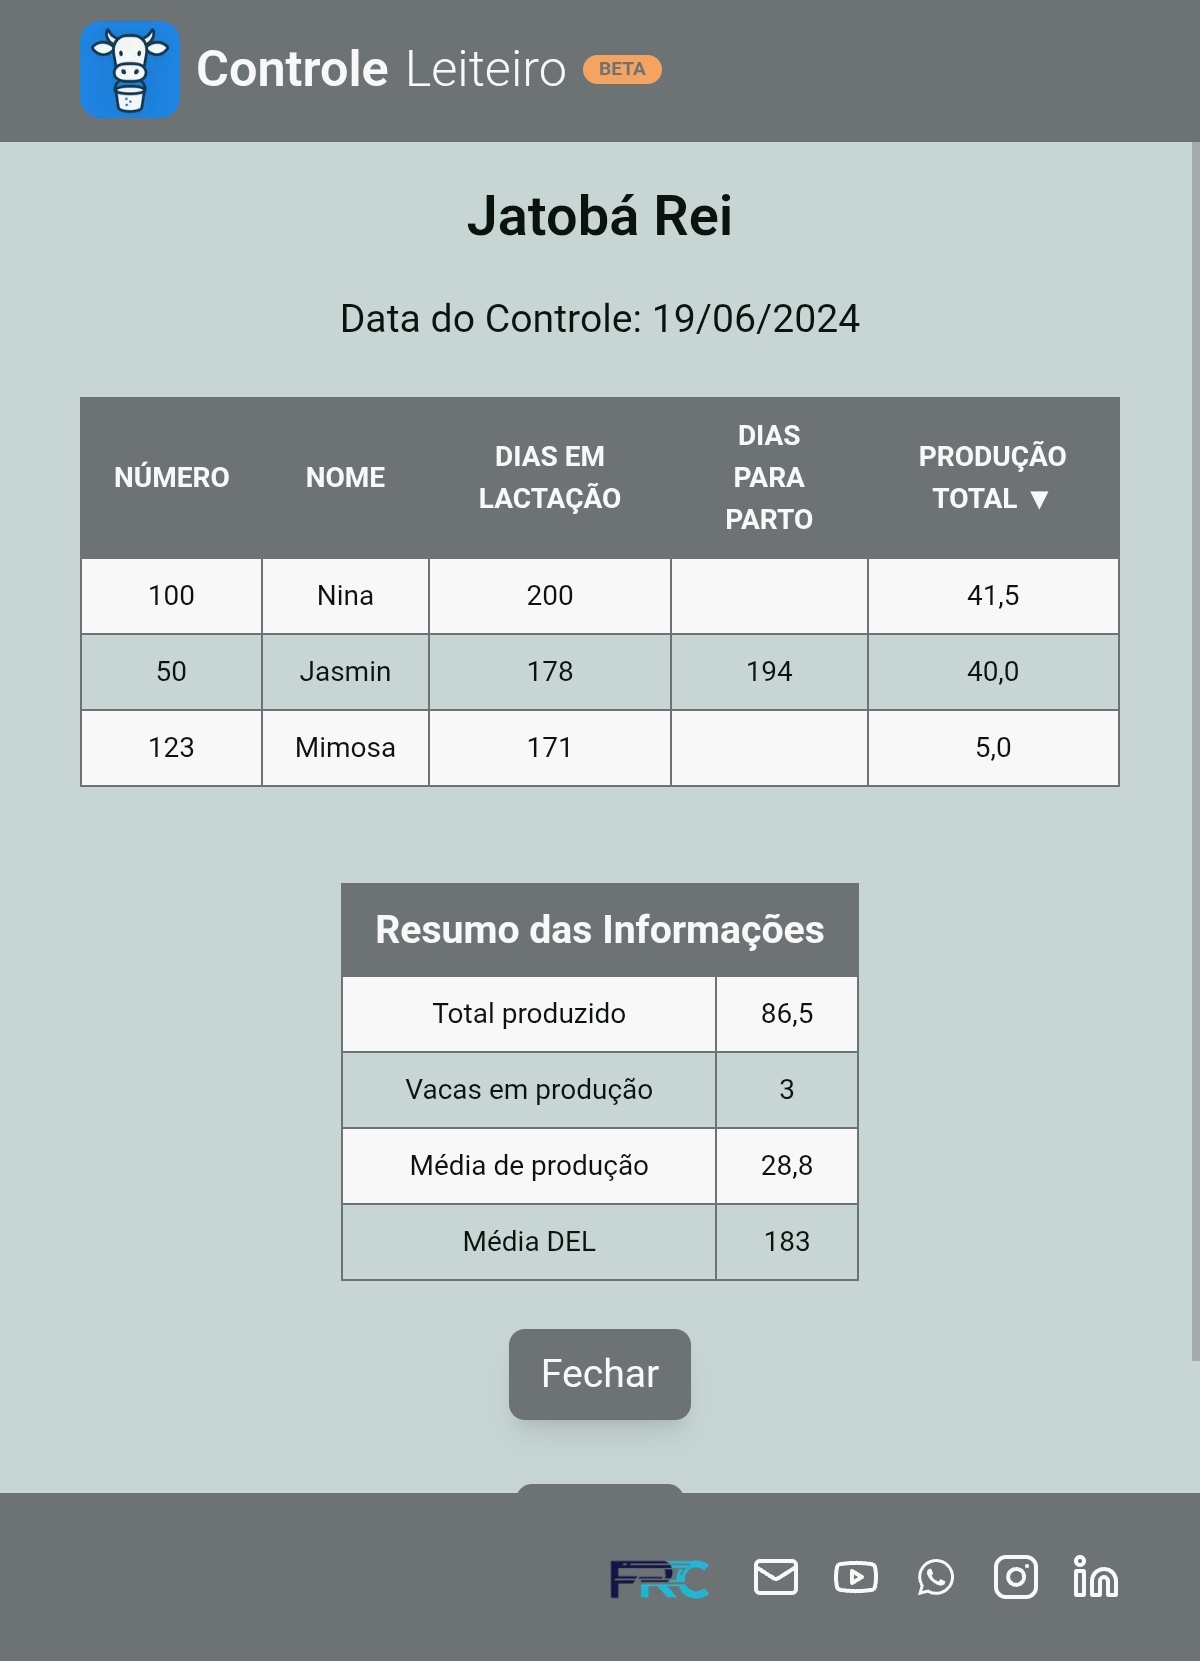 Controle Leiteiro BETA
Jatobá Rei
Data do Controle: 19/06/2024
NÚMERO NOME DIAS EM LACTAÇÃO DIAS PARA PARTO PRODUÇÃO TOTAL ▼
100 Nina 200 41,5
50 Jasmin 178 194 40,0
123 Mimosa 171 5,0
Resumo das Informações
Total produzido 86,5
Vacas em produção 3
Média de produção 28,8
Média DEL 183
Fechar
FRC